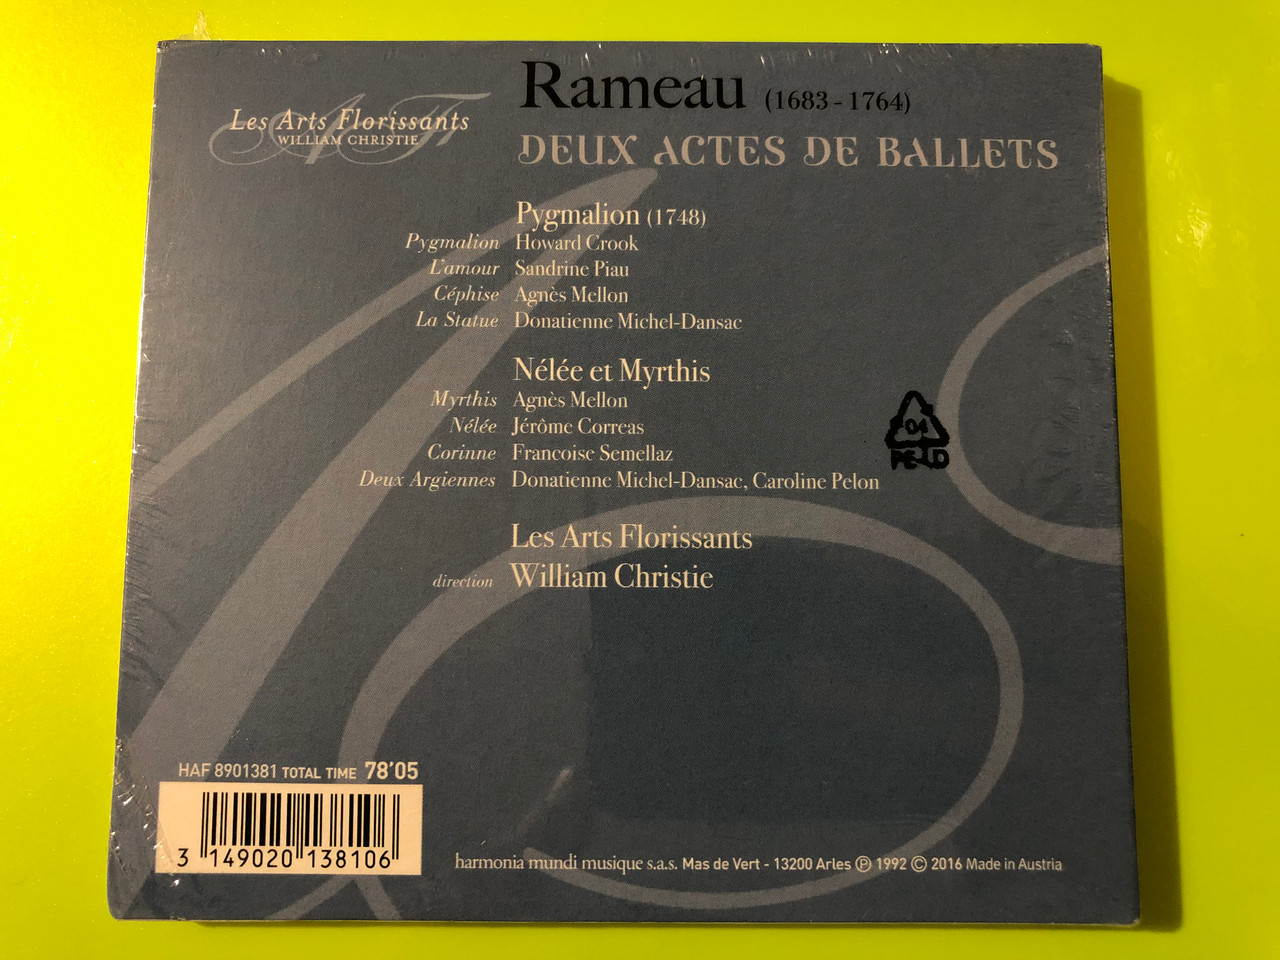 Les Arts Florissants
WILLIAM CHRISTIE
Rameau (1683 - 1764)
DEUX ACTES DE BALLETS
Pygmalion (1748)
Pygmalion Howard Crook
L'amour Sandrine Piau
Céphise Agnès Mellon
La Statue Donatienne Michel-Dansac
Nélée et Myrthis
Myrthis Agnès Mellon
Nélée Jérôme Correas
Corinne Francoise Semellaz
Deux Argiennes Donatienne Michel-Dansac, Caroline Pelon
04
PE-LD
Les Arts Florissants
direction William Christie
HAF 8901381 TOTAL TIME 78'05
3 149020 138106
harmonia mundi musique s.a.s. Mas de Vert - 13200 Arles Ⓟ 1992 © 2016 Made in Austria